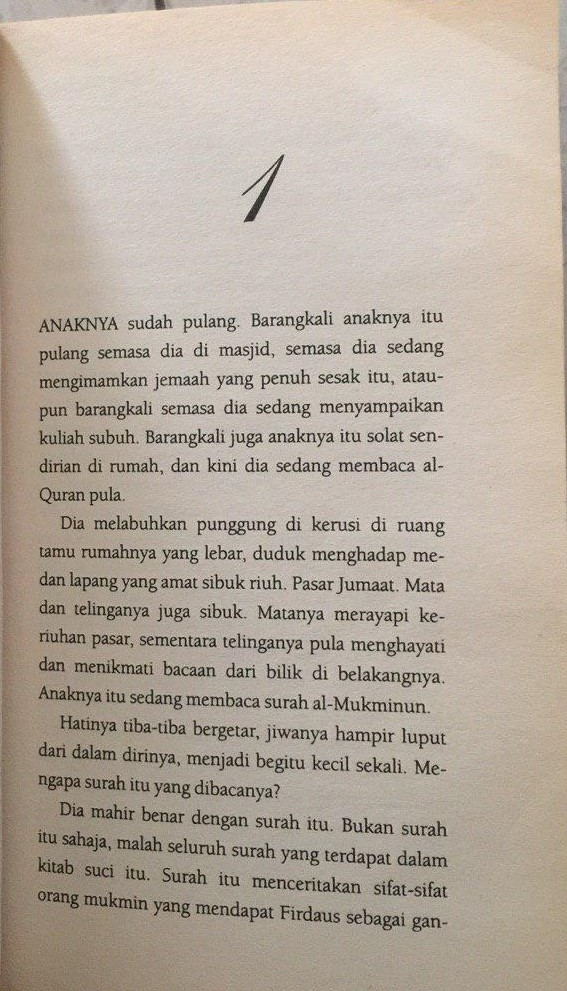 1
ANAKNYA sudah pulang. Barangkali anaknya itu
pulang semasa dia di masjid, semasa dia sedang
mengimamkan jemaah yang penuh sesak itu, atau-
pun barangkali semasa dia sedang menyampaikan
kuliah subuh. Barangkali juga anaknya itu solat sen-
dirian di rumah, dan kini dia sedang membaca al-
Quran pula.
Dia melabuhkan punggung di kerusi di ruang
tamu rumahnya yang lebar, duduk menghadap me-
dan lapang yang amat sibuk riuh. Pasar Jumaat. Mata
dan telinganya juga sibuk. Matanya merayapi ke-
riuhan pasar, sementara telinganya pula menghayati
dan menikmati bacaan dari bilik di belakangnya.
Anaknya itu sedang membaca surah al-Mukminun.
Hatinya tiba-tiba bergetar, jiwanya hampir luput
dari dalam dirinya, menjadi begitu kecil sekali. Me-
ngapa surah itu yang dibacanya?
Dia mahir benar dengan surah itu. Bukan surah
itu sahaja, malah seluruh surah yang terdapat dalam
kitab suci itu. Surah itu menceritakan sifat-sifat
orang mukmin yang mendapat Firdaus sebagai gan-